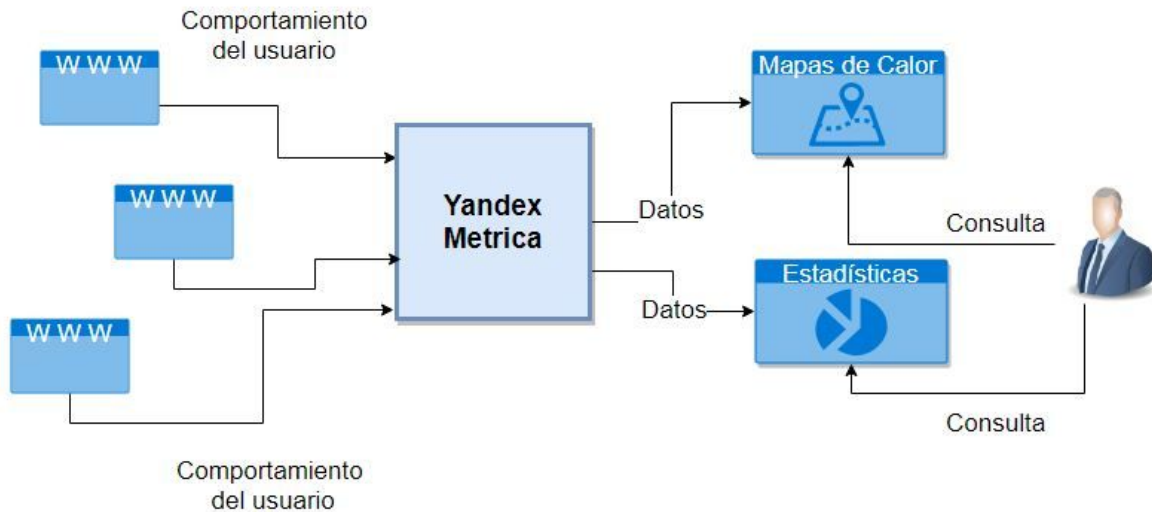 Comportamiento
del usuario
W W W
W W W
W W W
Comportamiento
del usuario
Yandex
Metrica
Datos
Datos
Mapas de Calor
Estadísticas
Consulta
Consulta